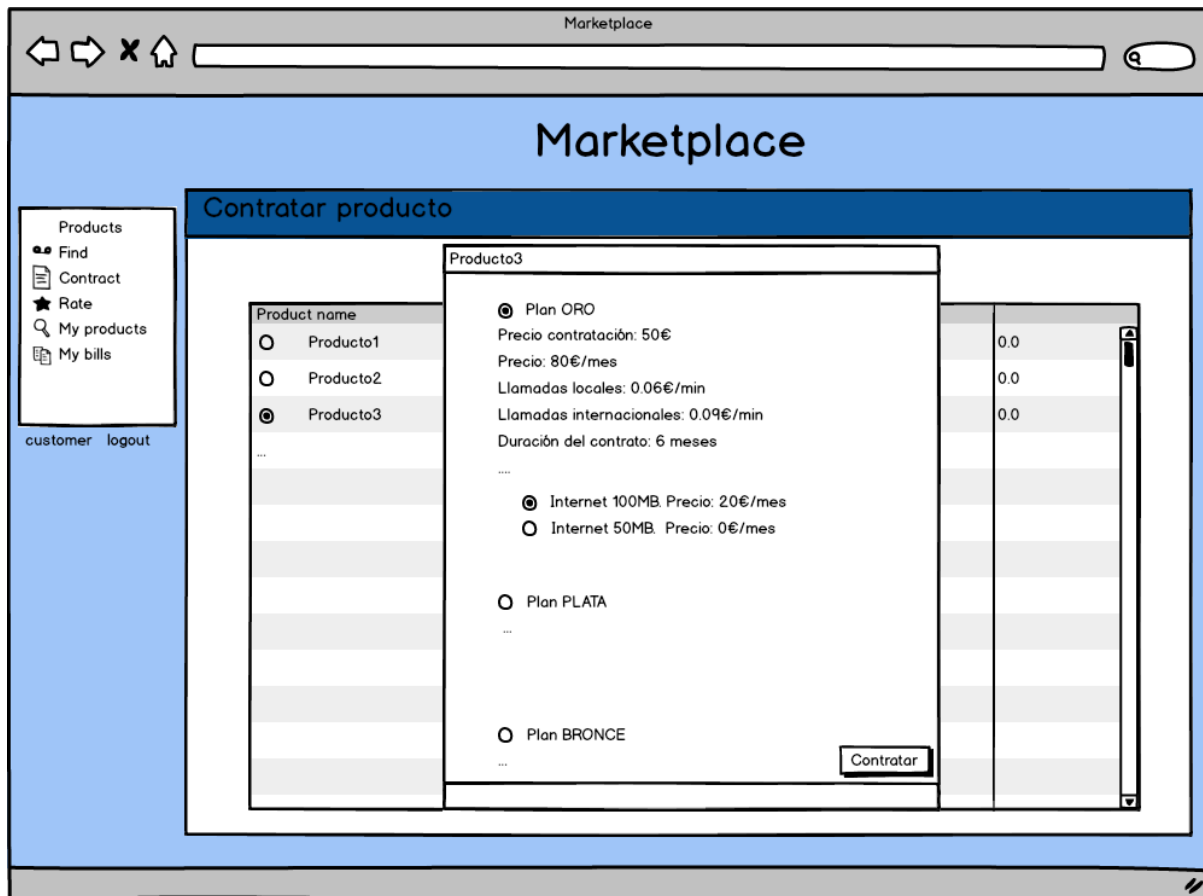 Marketplace
Marketplace
Contratar producto
Products
Find
Contract
Rate
My products
My bills
customer logout
Product name
Producto1 0.0
Producto2 0.0
Producto3 0.0
...
Producto3
Plan ORO
Precio contratación: 50€
Precio: 80€/mes
Llamadas locales: 0.06€/min
Llamadas internacionales: 0.09€/min
Duración del contrato: 6 meses
....
Internet 100MB. Precio: 20€/mes
Internet 50MB. Precio: 0€/mes
Plan PLATA
...
Plan BRONCE
...
Contratar